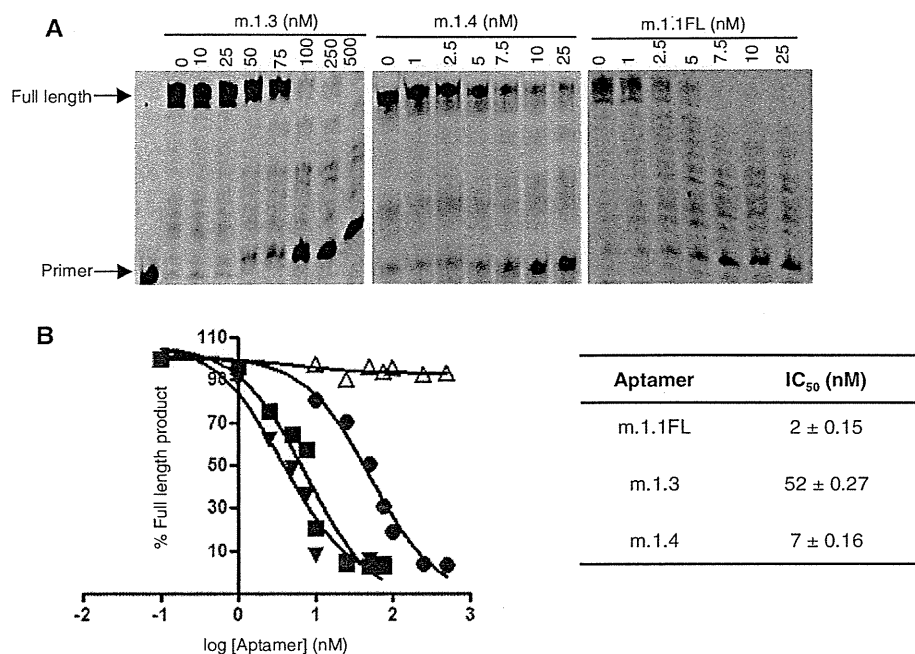 A
m.1.3 (nM)
0 10 25 50 75 100 250 500
m.1.4 (nM)
0 1 2.5 5 7.5 10 25
m.1.1FL (nM)
0 1 2.5 5 7.5 10 25
Full length
Primer
B
110
90
70
50
30
10
% Full length product
-1 0 1 2 3
log [Aptamer] (nM)
Aptamer IC50 (nM)
m.1.1FL 2 ± 0.15
m.1.3 52 ± 0.27
m.1.4 7 ± 0.16